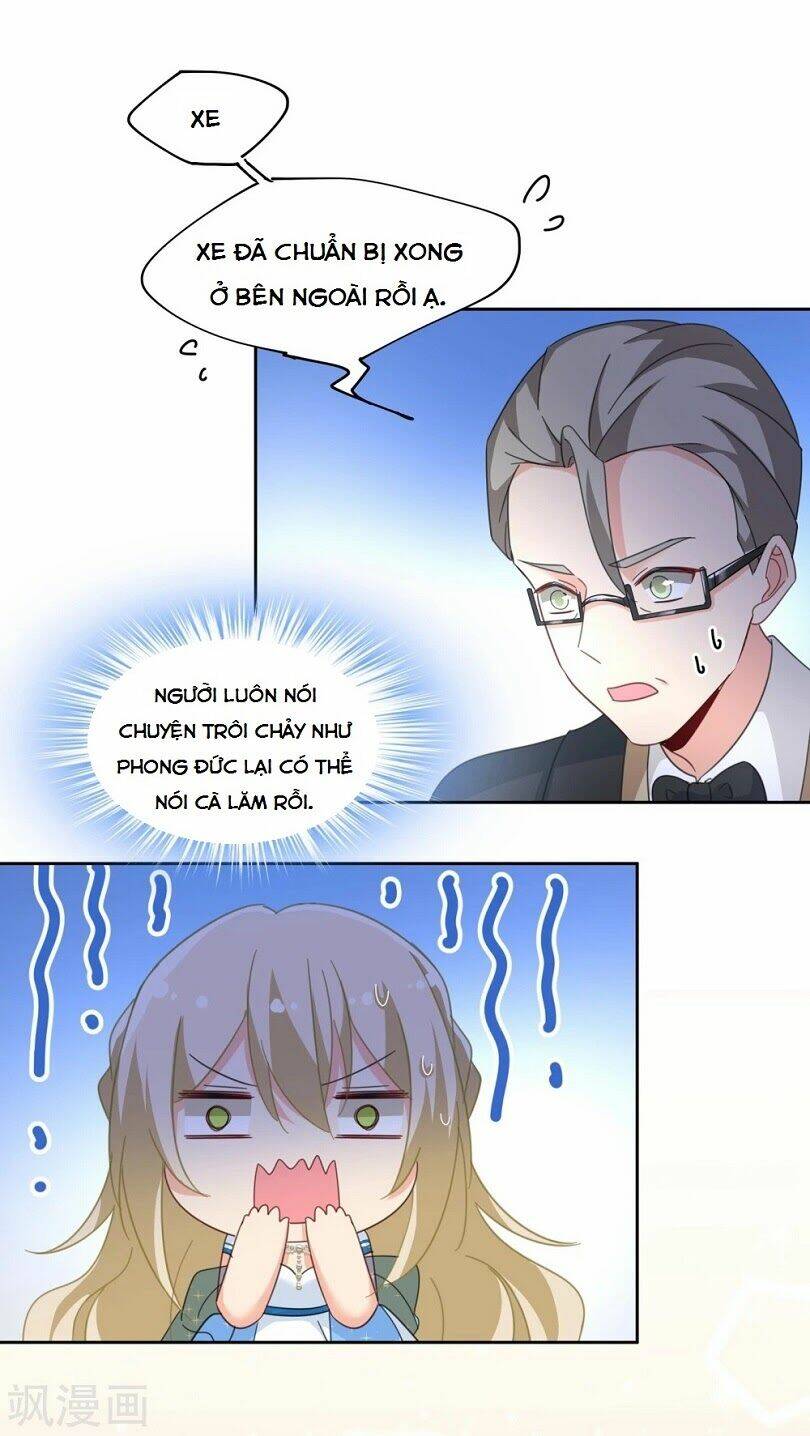 XE
XE ĐÃ CHUẨN BỊ XONG
Ở BÊN NGOÀI RỒI Ạ.
NGƯỜI LUÔN NÓI
CHUYỆN TRÔI CHẢY NHƯ
PHONG ĐỨC LẠI CÓ THỂ
NÓI CÀ LĂM RỒI.
飒漫画